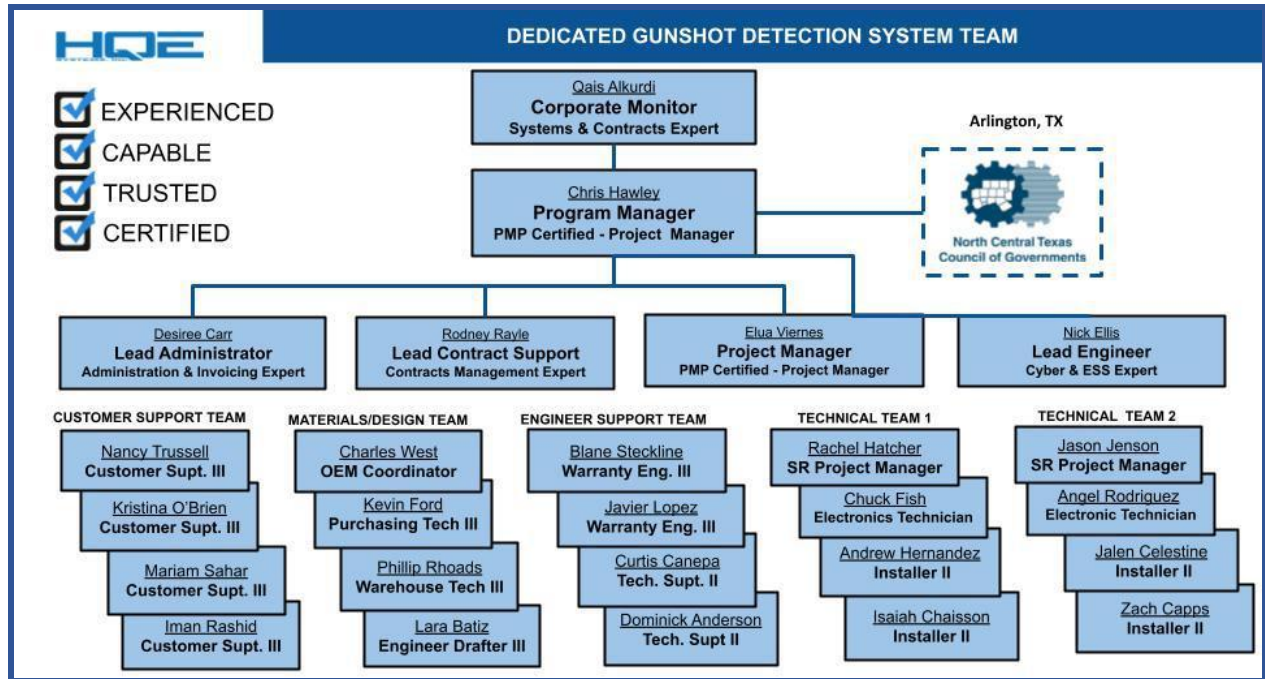 HQE
DEDICATED GUNSHOT DETECTION SYSTEM TEAM
EXPERIENCED
CAPABLE
TRUSTED
CERTIFIED
Qais Alkurdi
Corporate Monitor
Systems & Contracts Expert
Chris Hawley
Program Manager
PMP Certified - Project Manager
Arlington, TX
North Central Texas
Council of Governments
Desiree Carr
Lead Administrator
Administration & Invoicing Expert
Rodney Rayle
Lead Contract Support
Contracts Management Expert
Elua Viernes
Project Manager
PMP Certified - Project Manager
Nick Ellis
Lead Engineer
Cyber & ESS Expert
CUSTOMER SUPPORT TEAM
Nancy Trussell
Customer Supt. III
Kristina O'Brien
Customer Supt. III
Mariam Sahar
Customer Supt. III
Iman Rashid
Customer Supt. III
MATERIALS/DESIGN TEAM
Charles West
OEM Coordinator
Kevin Ford
Purchasing Tech III
Phillip Rhoads
Warehouse Tech III
Lara Batiz
Engineer Drafter III
ENGINEER SUPPORT TEAM
Blane Steckline
Warranty Eng. III
Javier Lopez
Warranty Eng. III
Curtis Canepa
Tech. Supt. II
Dominick Anderson
Tech. Supt II
TECHNICAL TEAM 1
Rachel Hatcher
SR Project Manager
Chuck Fish
Electronics Technician
Andrew Hernandez
Installer II
Isaiah Chaisson
Installer II
TECHNICAL TEAM 2
Jason Jenson
SR Project Manager
Angel Rodriguez
Electronic Technician
Jalen Celestine
Installer II
Zach Capps
Installer II